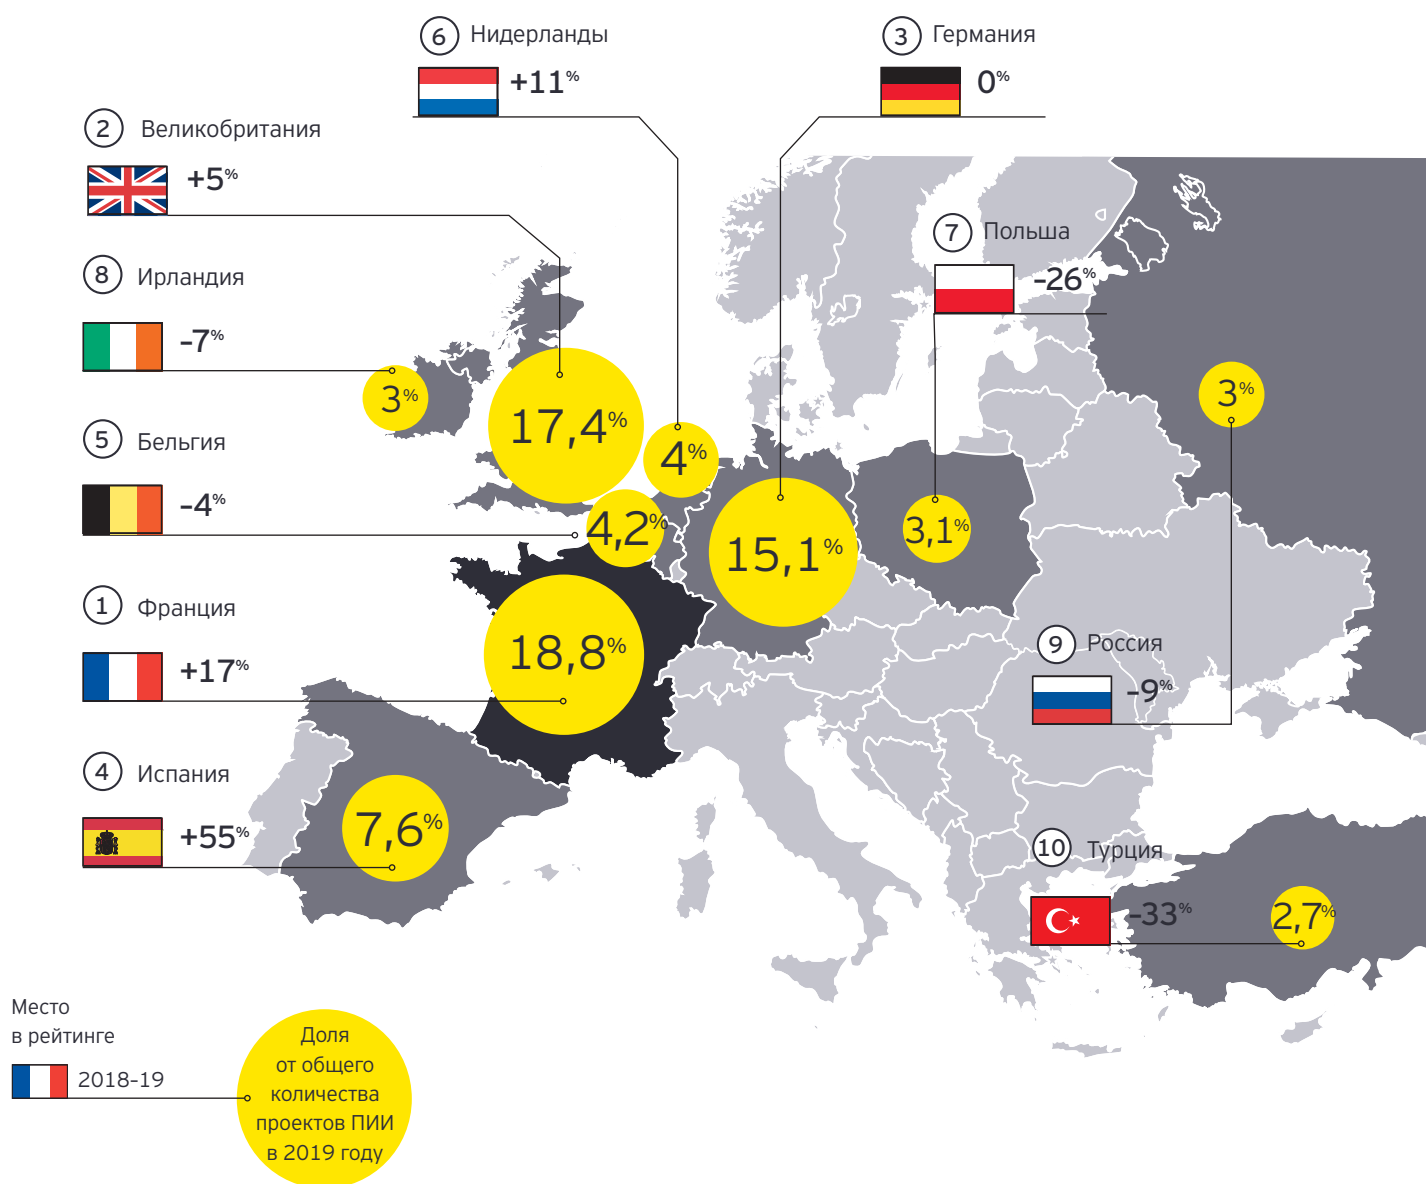 6 Нидерланды
+11%
3 Германия
0%
2 Великобритания
+5%
7 Польша
-26%
8 Ирландия
-7%
3%
17,4%
4%
3%
5 Бельгия
-4%
4,2%
15,1%
3,1%
1 Франция
+17%
18,8%
9 Россия
-9%
4 Испания
+55%
7,6%
10 Турция
-33%
2,7%
Место
в рейтинге
2018-19
Доля
от общего
количества
проектов ПИИ
в 2019 году